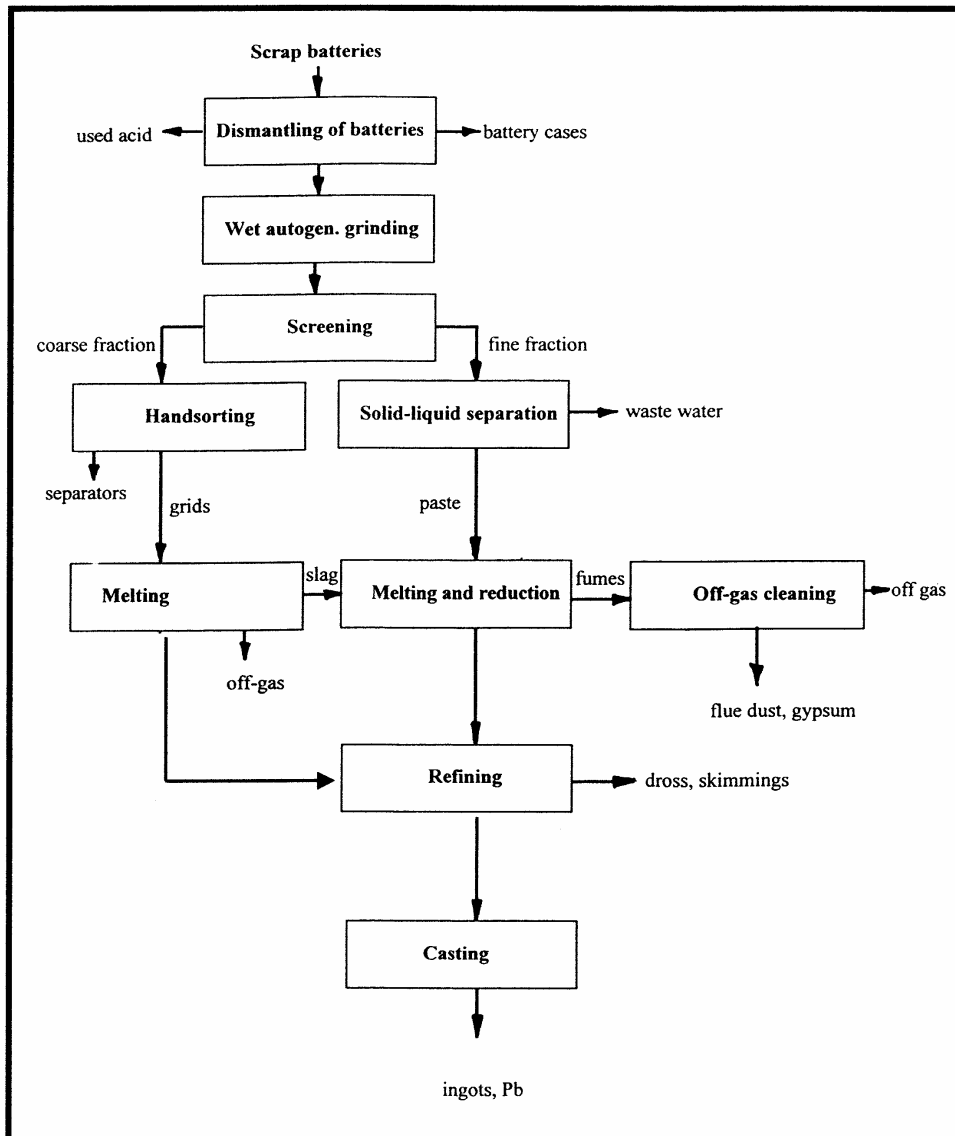 Scrap batteries
used acid
Dismantling of batteries
battery cases
Wet autogen. grinding
Screening
coarse fraction
fine fraction
Handsorting
Solid-liquid separation
waste water
separators
grids
paste
Melting
slag
Melting and reduction
fumes
Off-gas cleaning
off gas
off-gas
flue dust, gypsum
Refining
dross, skimmings
Casting
ingots, Pb